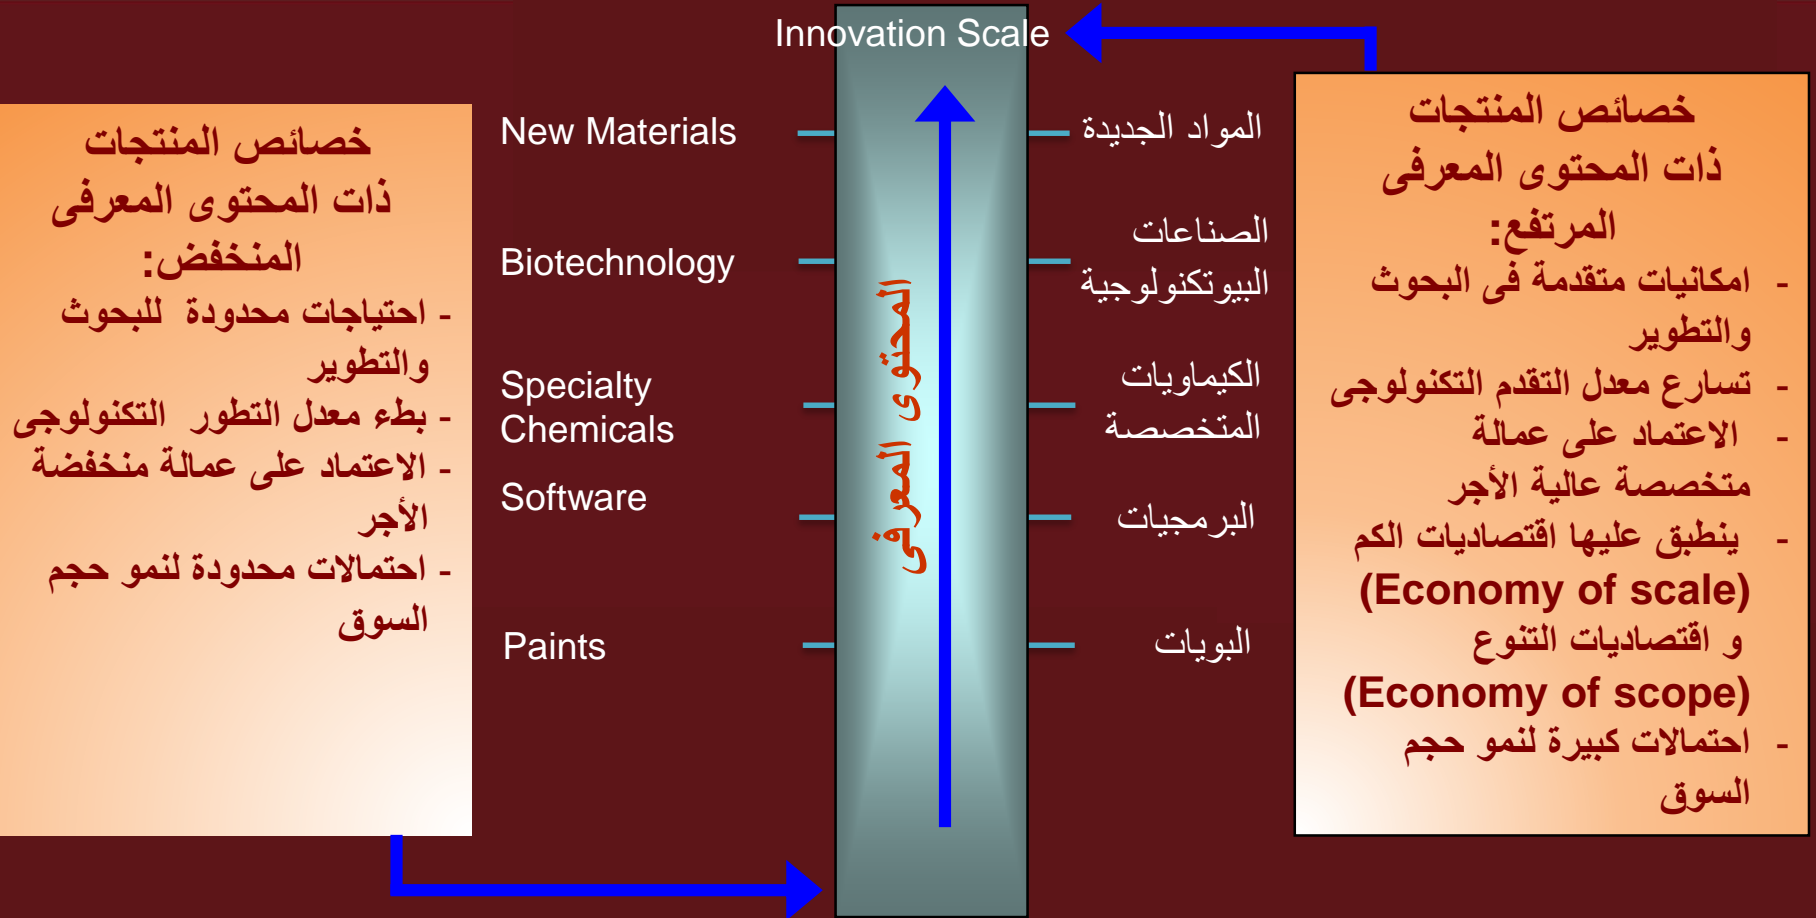 Innovation Scale
خصائص المنتجات
ذات المحتوى المعرفى
المرتفع:
- امكانيات متقدمة فى البحوث
والتطوير
- تسارع معدل التقدم التكنولوجى
- الاعتماد على عمالة
متخصصة عالية الأجر
- ينطبق عليها اقتصاديات الكم
(Economy of scale)
و اقتصاديات التنوع
(Economy of scope)
- احتمالات كبيرة لنمو حجم
السوق
المواد الجديدة
الصناعات
البيوتكنولوجية
الكيماويات
المتخصصة
البرمجيات
البويات
المحتوى المعرفى
New Materials
Biotechnology
Specialty
Chemicals
Software
Paints
خصائص المنتجات
ذات المحتوى المعرفى
المنخفض:
- احتياجات محدودة للبحوث
والتطوير
- بطء معدل التطور التكنولوجى
- الاعتماد على عمالة منخفضة
الأجر
- احتمالات محدودة لنمو حجم
السوق